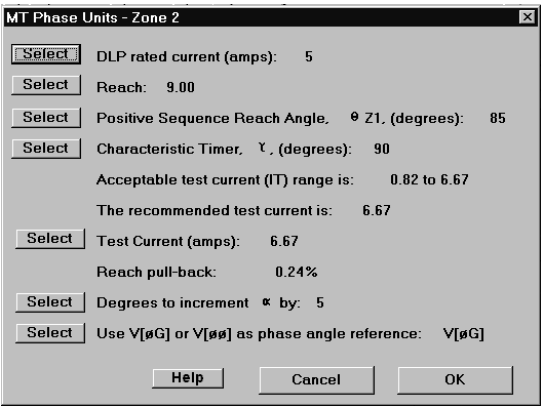 MT Phase Units - Zone 2
Select DLP rated current (amps): 5
Select Reach: 9.00
Select Positive Sequence Reach Angle, θ Z1, (degrees): 85
Select Characteristic Timer, τ, (degrees): 90
Acceptable test current (IT) range is: 0.82 to 6.67
The recommended test current is: 6.67
Select Test Current (amps): 6.67
Reach pull-back: 0.24%
Select Degrees to increment α by: 5
Select Use V[øG] or V[øø] as phase angle reference: V[øG]
Help Cancel OK